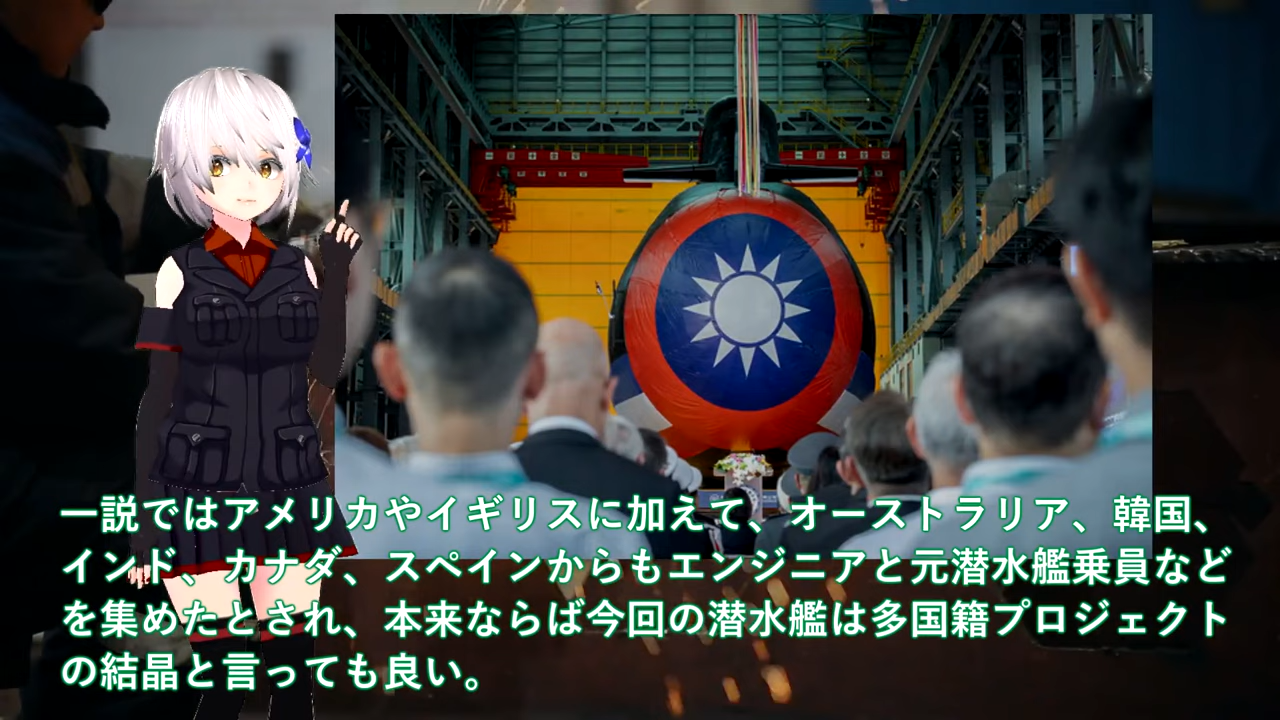 一説ではアメリカやイギリスに加えて、オーストラリア、韓国、
インド、カナダ、スペインからもエンジニアと元潜水艦乗員など
を集めたとされ、本来ならば今回の潜水艦は多国籍プロジェクト
の結晶と言っても良い。